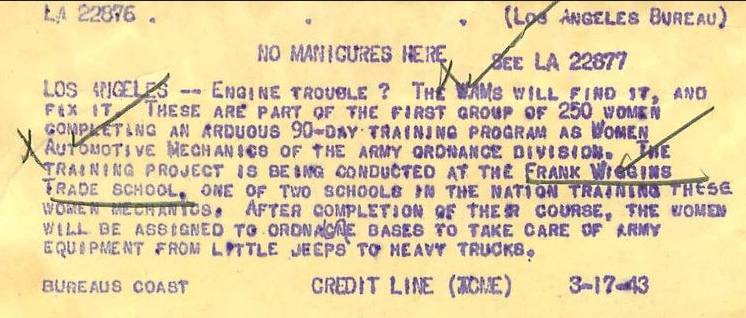 LA 22876 . . . (LOS ANGELES BUREAU)
NO MANICURES HERE SEE LA 22877
LOS ANGELES -- ENGINE TROUBLE ? THE WAMS WILL FIND IT, AND
FIX IT. THESE ARE PART OF THE FIRST GROUP OF 250 WOMEN
COMPLETING AN ARDUOUS 90-DAY TRAINING PROGRAM AS WOMEN
AUTOMOTIVE MECHANICS OF THE ARMY ORDNANCE DIVISION. THE
TRAINING PROJECT IS BEING CONDUCTED AT THE FRANK WIGGINS
TRADE SCHOOL, ONE OF TWO SCHOOLS IN THE NATION TRAINING THESE
WOMEN MECHANICS. AFTER COMPLETION OF THEIR COURSE, THE WOMEN
WILL BE ASSIGNED TO BASES TO TAKE CARE OF ARMY
EQUIPMENT FROM LITTLE JEEPS TO HEAVY TRUCKS.
BUREAUS COAST CREDIT LINE (ACME) 3-17-43